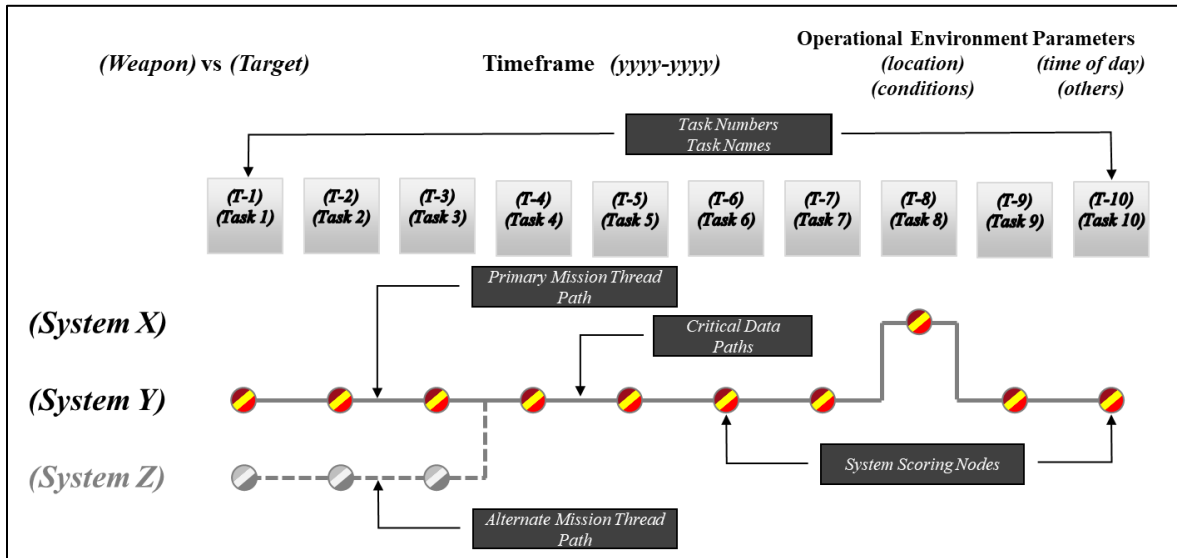 (Weapon) vs (Target)
Timeframe (yyyy-yyyy)
Operational Environment Parameters
(location) (time of day)
(conditions) (others)
Task Numbers
Task Names
(T-1) (T-2) (T-3) (T-4) (T-5) (T-6) (T-7) (T-8) (T-9) (T-10)
(Task 1) (Task 2) (Task 3) (Task 4) (Task 5) (Task 6) (Task 7) (Task 8) (Task 9) (Task 10)
Primary Mission Thread
Path
(System X)
Critical Data
Paths
(System Y)
(System Z)
System Scoring Nodes
Alternate Mission Thread
Path